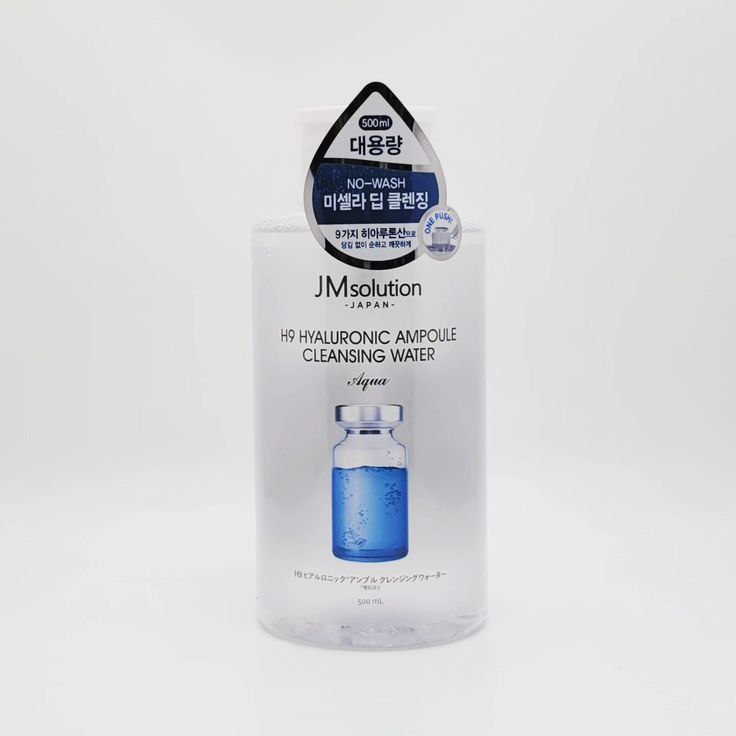 500ml
대용량
NO-WASH
미셀라 딥 클렌징
9가지 히아루론산으로
당김 없이 순하고 깨끗하게
ONE PUSH!
JMsolution
-JAPAN-
H9 HYALURONIC AMPOULE
CLEANSING WATER
Aqua
H9 ヒアルロニック*アンプル クレンジングウォーター
500 mL